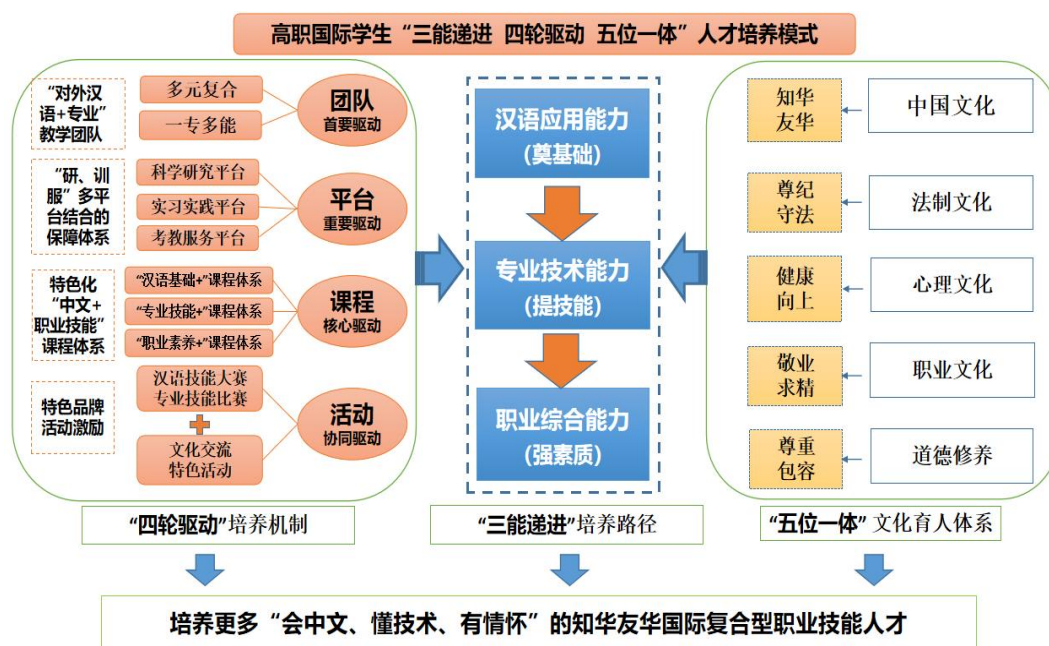 高职国际学生“三能递进 四轮驱动 五位一体”人才培养模式
“对外汉
语+专业”
教学团队
多元复合
一专多能
团队
首要驱动
“研、训
服”多平
台结合的
保障体系
科学研究平台
实习实践平台
考教服务平台
平台
重要驱动
特色化
“中文+
职业技能”
课程体系
“汉语基础+”课程体系
“专业技能+”课程体系
“职业素养+”课程体系
课程
核心驱动
特色品牌
活动激励
汉语技能大赛
专业技能比赛
文化交流
特色活动
活动
协同驱动
“四轮驱动”培养机制
汉语应用能力
（奠基础）
专业技术能力
（提技能）
职业综合能力
（强素质）
“三能递进”培养路径
知华
友华
中国文化
尊纪
守法
法制文化
健康
向上
心理文化
敬业
求精
职业文化
尊重
包容
道德修养
“五位一体”文化育人体系
培养更多“会中文、懂技术、有情怀”的知华友华国际复合型职业技能人才